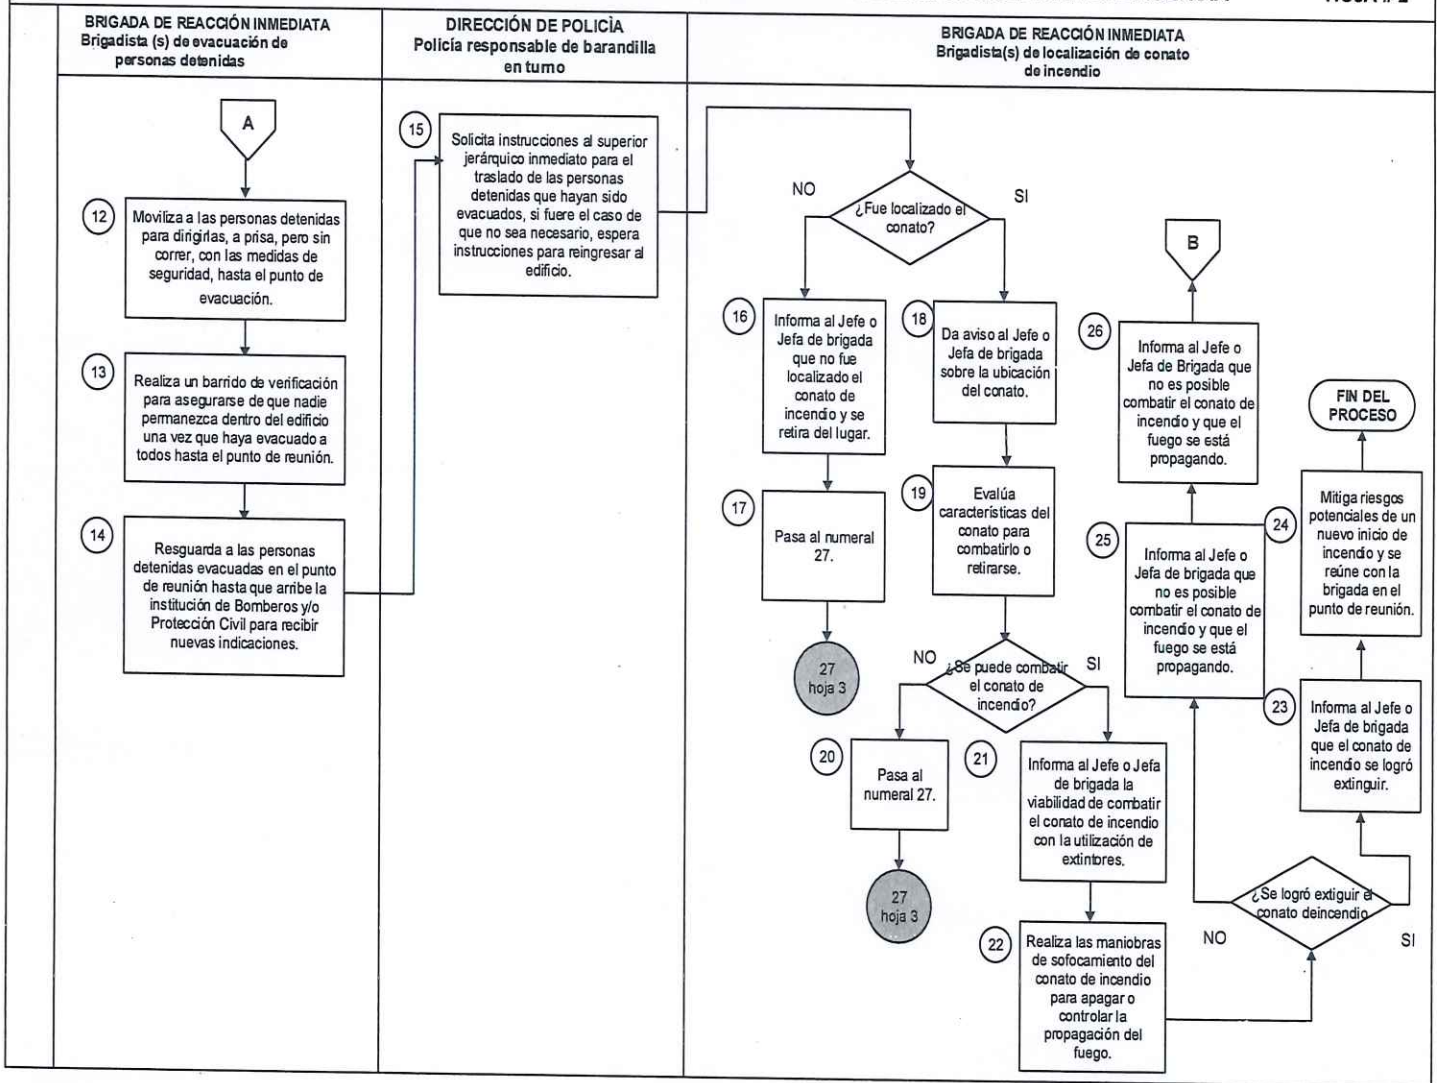 HOJA # 2
BRIGADA DE REACCIÓN INMEDIATA
Brigadista (s) de evacuación de
personas detenidas
DIRECCIÓN DE POLICÌA
Policía responsable de barandilla
en turno
BRIGADA DE REACCIÓN INMEDIATA
Brigadista(s) de localización de conato
de incendio
A
12
Moviliza a las personas detenidas
para dirigirlas, a prisa, pero sin
correr, con las medidas de
seguridad, hasta el punto de
evacuación.
13
Realiza un barrido de verificación
para asegurarse de que nadie
permanezca dentro del edificio
una vez que haya evacuado a
todos hasta el punto de reunión.
14
Resguarda a las personas
detenidas evacuadas en el punto
de reunión hasta que arribe la
institución de Bomberos y/o
Protección Civil para recibir
nuevas indicaciones.
15
Solicita instrucciones al superior
jerárquico inmediato para el
traslado de las personas
detenidas que hayan sido
evacuados, si fuere el caso de
que no sea necesario, espera
instrucciones para reingresar al
edificio.
¿Fue localizado el
conato?
NO
SI
16
Informa al Jefe o
Jefa de brigada
que no fue
localizado el
conato de
incendio y se
retira del lugar.
17
Pasa al numeral
27.
27
hoja 3
18
Da aviso al Jefe o
Jefa de brigada
sobre la ubicación
del conato.
19
Evalúa
características del
conato para
combatirlo o
retirarse.
¿Se puede combatir
el conato de
incendio?
NO
SI
20
Pasa al
numeral 27.
27
hoja 3
21
Informa al Jefe o Jefa
de brigada la
viabilidad de combatir
el conato de incendio
con la utilización de
extintores.
22
Realiza las maniobras
de sofocamiento del
conato de incendio
para apagar o
controlar la
propagación del
fuego.
¿Se logró extiguir el
conato deincendio
NO
SI
23
Informa al Jefe o
Jefa de brigada
que el conato de
incendio se logró
extinguir.
24
Mitiga riesgos
potenciales de un
nuevo inicio de
incendio y se
reúne con la
brigada en el
punto de reunión.
FIN DEL
PROCESO
25
Informa al Jefe o
Jefa de brigada que
no es posible
combatir el conato de
incendio y que el
fuego se está
propagando.
26
Informa al Jefe o
Jefa de Brigada que
no es posible
combatir el conato de
incendio y que el
fuego se está
propagando.
B